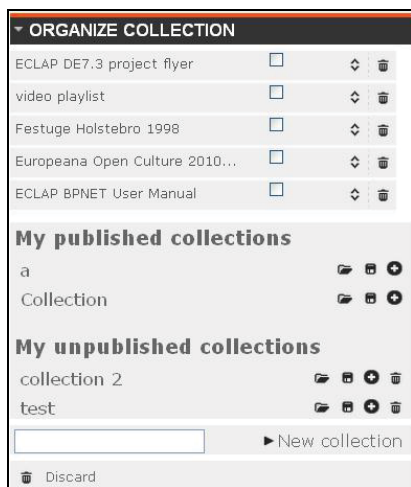 ORGANIZE COLLECTION
ECLAP DE7.3 project flyer
video playlist
Festuge Holstebro 1998
Europeana Open Culture 2010...
ECLAP BPNET User Manual
My published collections
a
Collection
My unpublished collections
collection 2
test
New collection
Discard